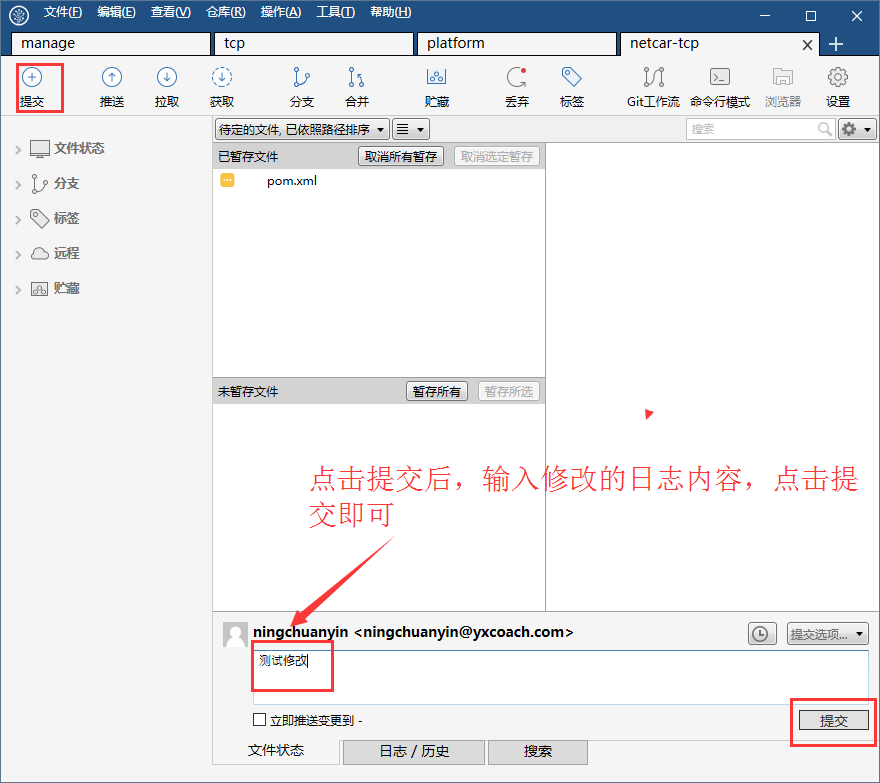 文件(F) 编辑(E) 查看(V) 仓库(R) 操作(A) 工具(T) 帮助(H)
manage tcp platform netcar-tcp
提交 推送 拉取 获取 分支 合并 贮藏 丢弃 标签 Git工作流 命令行模式 浏览器 设置
待定的文件, 已依照路径排序 搜索
文件状态
分支
标签
远程
贮藏
已暂存文件 取消所有暂存 取消选定暂存
pom.xml
未暂存文件 暂存所有 暂存所选
点击提交后，输入修改的日志内容，点击提
交即可
ningchuanyin <ningchuanyin@yxcoach.com> 提交选项...
测试修改
立即推送变更到 - 提交
文件状态 日志 / 历史 搜索